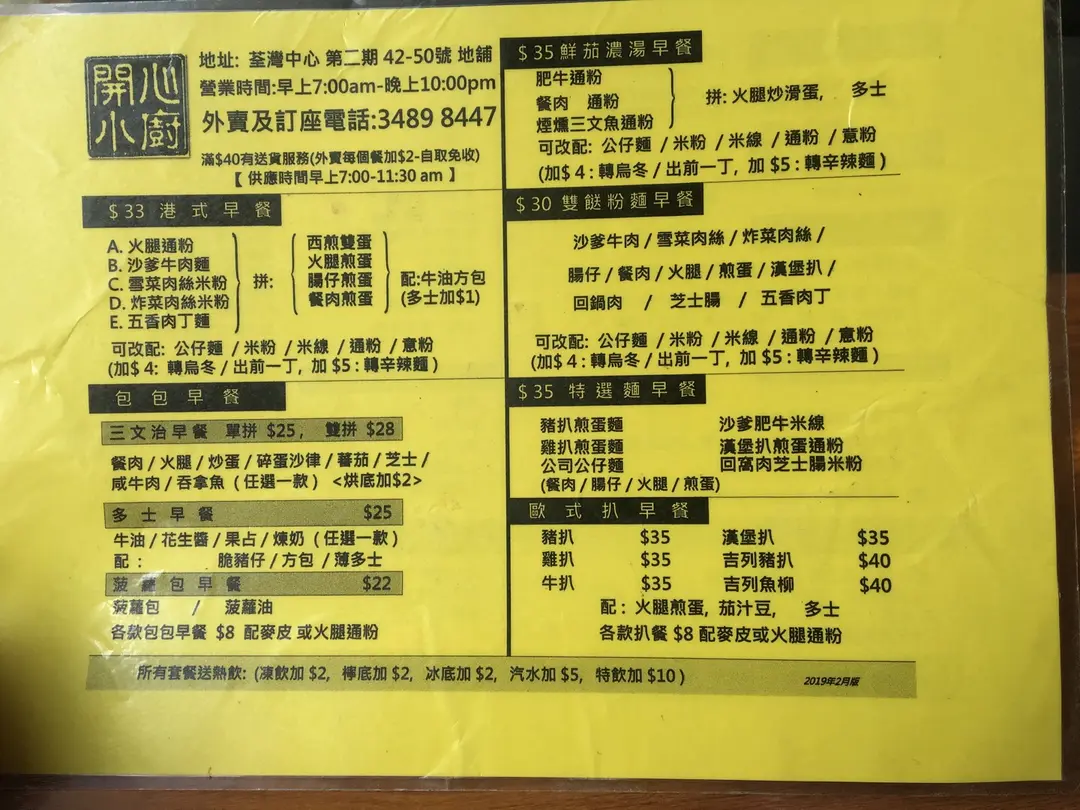 開心小廚
地址: 荃灣中心 第二期 42-50號 地舖
營業時間:早上7:00am-晚上10:00pm
外賣及訂座電話:3489 8447
滿$40有送貨服務(外賣每個餐加$2-自取免收)
【 供應時間早上7:00-11:30 am 】
$33 港式早餐
A. 火腿通粉
B. 沙爹牛肉麵
C. 雪菜肉絲米粉
D. 炸菜肉絲米粉
E. 五香肉丁麵
拼:
西煎雙蛋
火腿煎蛋
腸仔煎蛋
餐肉煎蛋
配:牛油方包
(多士加$1)
可改配: 公仔麵 / 米粉 / 米線 / 通粉 / 意粉
(加$ 4: 轉烏冬 / 出前一丁, 加 $5 : 轉辛辣麵 )
包包早餐
三文治早餐 單拼 $25, 雙拼 $28
餐肉 / 火腿 / 炒蛋 / 碎蛋沙律 / 蕃茄 / 芝士 /
咸牛肉 / 吞拿魚 ( 任選一款 ) <烘底加$2>
多士早餐 $25
牛油 / 花生醬 / 果占 / 煉奶 ( 任選一款 )
配 : 脆豬仔 / 方包 / 薄多士
菠蘿包早餐 $22
菠蘿包 / 菠蘿油
各款包包早餐 $8 配麥皮 或火腿通粉
$35鮮茄濃湯早餐
肥牛通粉
餐肉 通粉
煙燻三文魚通粉
拼: 火腿炒滑蛋, 多士
可改配: 公仔麵 / 米粉 / 米線 / 通粉 / 意粉
(加$ 4 : 轉烏冬 / 出前一丁, 加 $5 : 轉辛辣麵 )
$30 雙餸粉麵早餐
沙爹牛肉 / 雪菜肉絲 / 炸菜肉絲 /
腸仔 / 餐肉 / 火腿 / 煎蛋 / 漢堡扒 /
回鍋肉 / 芝士腸 / 五香肉丁
可改配: 公仔麵 / 米粉 / 米線 / 通粉 / 意粉
(加$ 4 : 轉烏冬 / 出前一丁, 加 $5 : 轉辛辣麵 )
$35 特選麵早餐
豬扒煎蛋麵 沙爹肥牛米線
雞扒煎蛋麵 漢堡扒煎蛋通粉
公司公仔麵 回窩肉芝士腸米粉
(餐肉 / 腸仔 / 火腿 / 煎蛋)
歐式扒早餐
豬扒 $35 漢堡扒 $35
雞扒 $35 吉列豬扒 $40
牛扒 $35 吉列魚柳 $40
配 : 火腿煎蛋, 茄汁豆, 多士
各款扒餐 $8 配麥皮 或火腿通粉
所有套餐送熱飲: (凍飲加 $2, 檸底加 $2, 冰底加 $2, 汽水加 $5, 特飲加 $10 )
2019年2月版